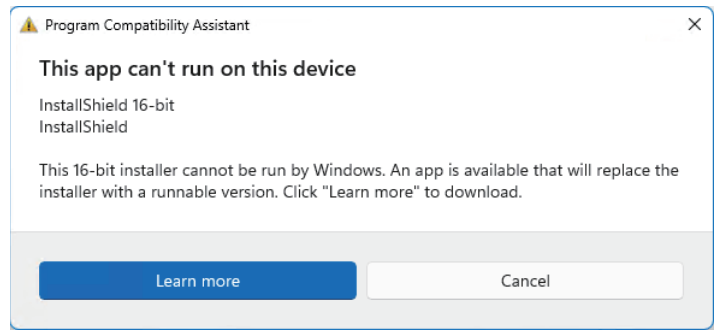 Program Compatibility Assistant
This app can't run on this device
InstallShield 16-bit
InstallShield
This 16-bit installer cannot be run by Windows. An app is available that will replace the
installer with a runnable version. Click "Learn more" to download.
Learn more
Cancel